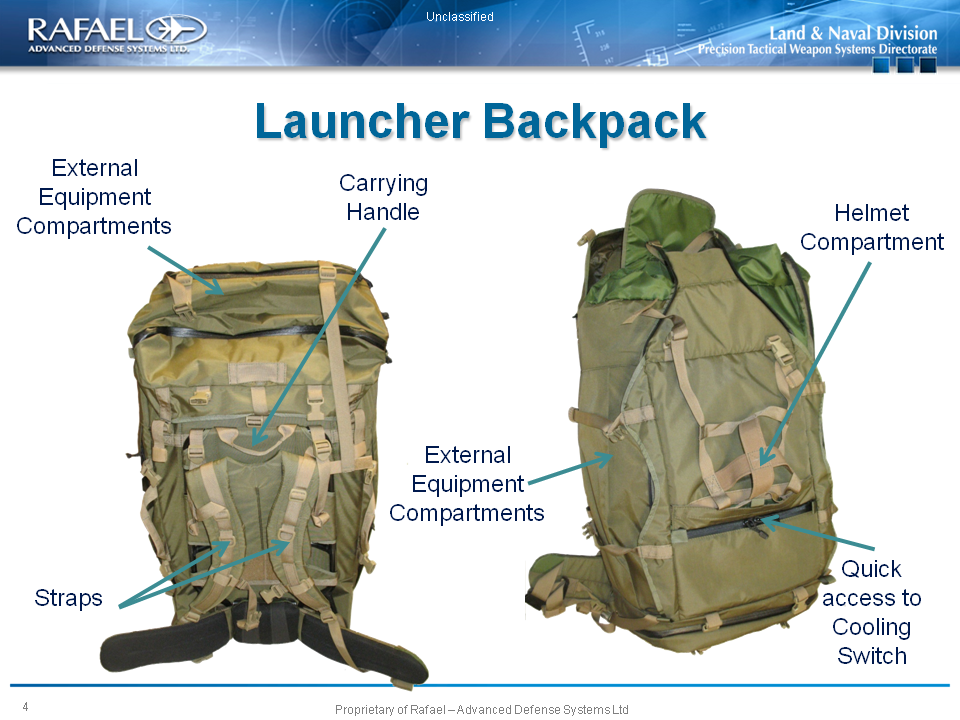 Unclassified
RAFAEL
ADVANCED DEFENSE SYSTEMS LTD.
Land & Naval Division
Precision Tactical Weapon Systems Directorate
Launcher Backpack
External
Equipment
Compartments
Carrying
Handle
Helmet
Compartment
External
Equipment
Compartments
Straps
Quick
access to
Cooling
Switch
4
Proprietary of Rafael – Advanced Defense Systems Ltd